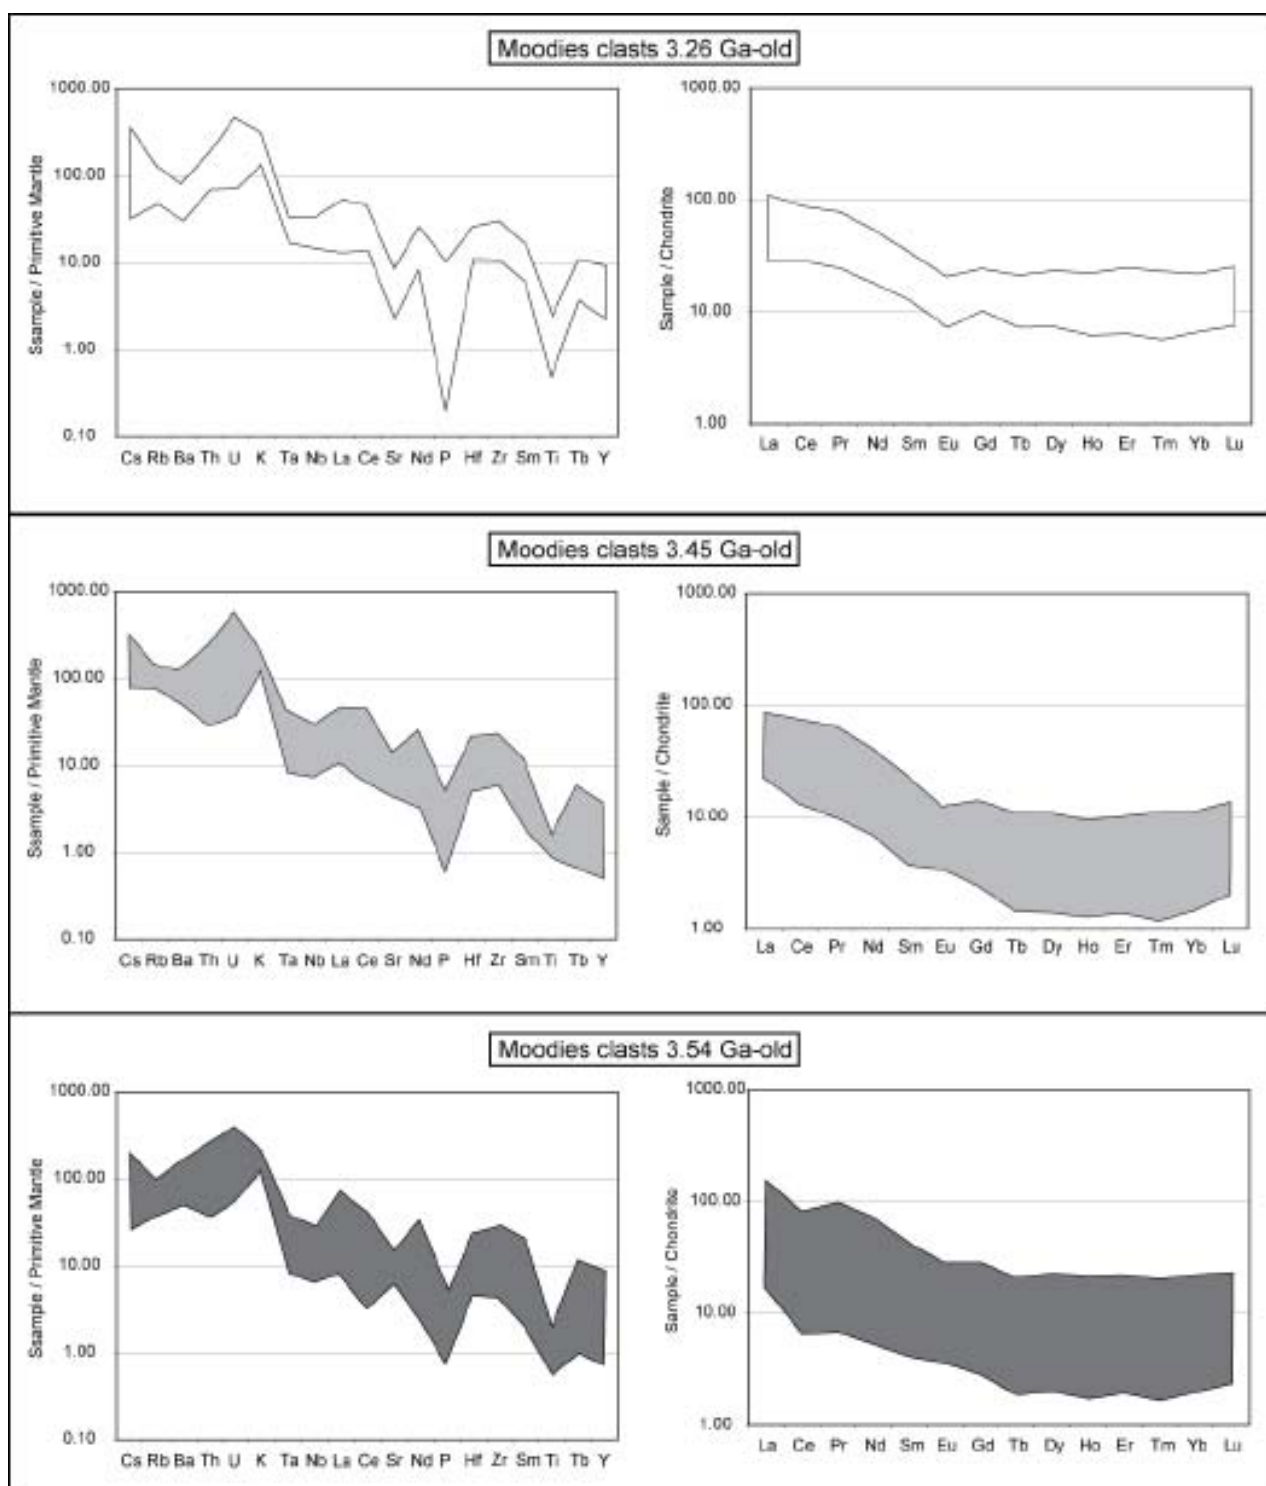 Moodies clasts 3.26 Ga-old
Ssample / Primitive Mantle
1000.00
100.00
10.00
1.00
0.10
Cs Rb Ba Th U K Ta Nb La Ce Sr Nd P Hf Zr Sm Ti Tb Y
Sample / Chondrite
1000.00
100.00
10.00
1.00
La Ce Pr Nd Sm Eu Gd Tb Dy Ho Er Tm Yb Lu
Moodies clasts 3.45 Ga-old
Ssample / Primitive Mantle
1000.00
100.00
10.00
1.00
0.10
Cs Rb Ba Th U K Ta Nb La Ce Sr Nd P Hf Zr Sm Ti Tb Y
Sample / Chondrite
1000.00
100.00
10.00
1.00
La Ce Pr Nd Sm Eu Gd Tb Dy Ho Er Tm Yb Lu
Moodies clasts 3.54 Ga-old
Ssample / Primitive Mantle
1000.00
100.00
10.00
1.00
0.10
Cs Rb Ba Th U K Ta Nb La Ce Sr Nd P Hf Zr Sm Ti Tb Y
Sample / Chondrite
1000.00
100.00
10.00
1.00
La Ce Pr Nd Sm Eu Gd Tb Dy Ho Er Tm Yb Lu